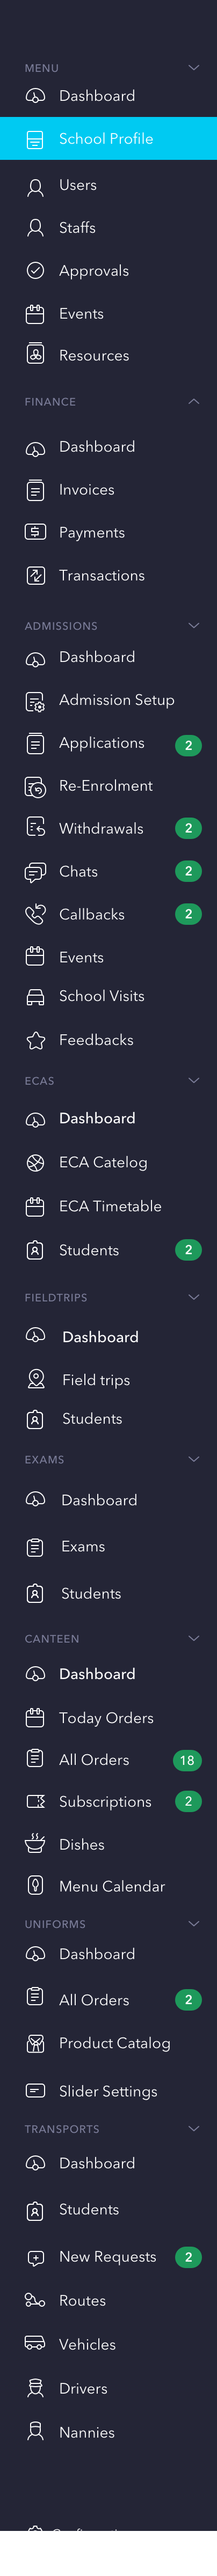 MENU
Dashboard
School Profile
Users
Staffs
Approvals
Events
Resources
FINANCE
Dashboard
Invoices
Payments
Transactions
ADMISSIONS
Dashboard
Admission Setup
Applications 2
Re-Enrolment
Withdrawals 2
Chats 2
Callbacks 2
Events
School Visits
Feedbacks
ECAS
Dashboard
ECA Catelog
ECA Timetable
Students 2
FIELDTRIPS
Dashboard
Field trips
Students
EXAMS
Dashboard
Exams
Students
CANTEEN
Dashboard
Today Orders
All Orders 18
Subscriptions 2
Dishes
Menu Calendar
UNIFORMS
Dashboard
All Orders 2
Product Catalog
Slider Settings
TRANSPORTS
Dashboard
Students
New Requests 2
Routes
Vehicles
Drivers
Nannies